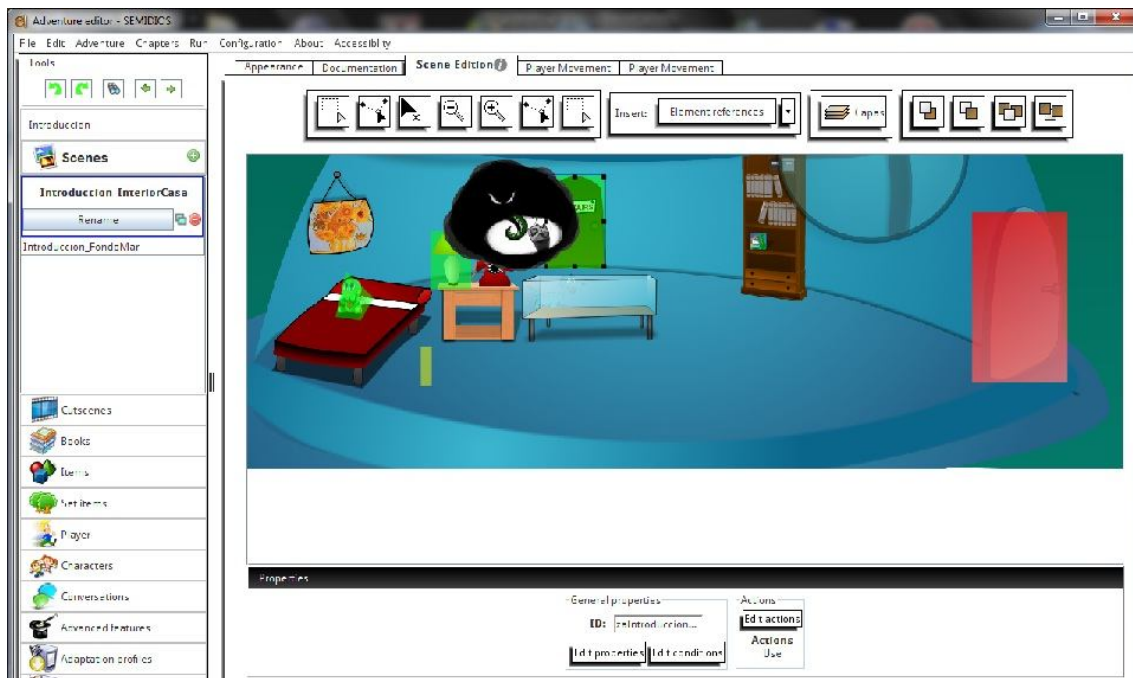 Adventure editor - SEMIDICS
File Edit Adventure Chapters Run Configuration About Accessiblity
Tools
Appearance Documentation Scene Edition Player Movement Player Movement
Introduccion
Insert: Element references
Capas
Scenes
Introduccion InteriorCasa
Rename
Introduccion_FondoMar
Cutscenes
Books
Items
Set items
Player
Characters
Conversations
Advanced features
Adaptation profiles
Properties
General properties
Actions
ID:
Edit actions
Edit properties Edit conditions
Actions
Use